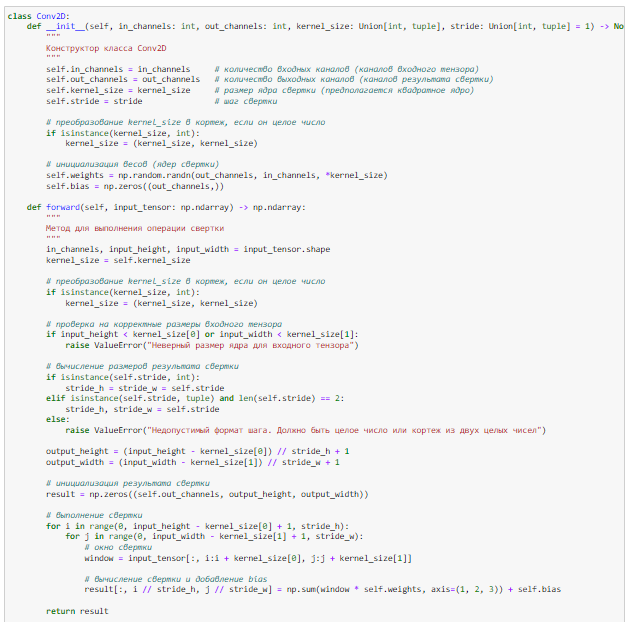 class Conv2D:
    def __init__(self, in_channels: int, out_channels: int, kernel_size: Union[int, tuple], stride: Union[int, tuple] = 1) -> No
        """
        Конструктор класса Conv2D
        """
        self.in_channels = in_channels     # количество входных каналов (каналов входного тензора)
        self.out_channels = out_channels   # количество выходных каналов (каналов результата свертки)
        self.kernel_size = kernel_size     # размер ядра свертки (предполагается квадратное ядро)
        self.stride = stride               # шаг свертки

        # преобразование kernel_size в кортеж, если он целое число
        if isinstance(kernel_size, int):
            kernel_size = (kernel_size, kernel_size)

        # инициализация весов (ядер свертки)
        self.weights = np.random.randn(out_channels, in_channels, *kernel_size)
        self.bias = np.zeros((out_channels,))

    def forward(self, input_tensor: np.ndarray) -> np.ndarray:
        """
        Метод для выполнения операции свертки
        """
        in_channels, input_height, input_width = input_tensor.shape
        kernel_size = self.kernel_size

        # преобразование kernel_size в кортеж, если он целое число
        if isinstance(kernel_size, int):
            kernel_size = (kernel_size, kernel_size)

        # проверка на корректные размеры входного тензора
        if input_height < kernel_size[0] or input_width < kernel_size[1]:
            raise ValueError("Неверный размер ядра для входного тензора")

        # вычисление размеров результата свертки
        if isinstance(self.stride, int):
            stride_h = stride_w = self.stride
        elif isinstance(self.stride, tuple) and len(self.stride) == 2:
            stride_h, stride_w = self.stride
        else:
            raise ValueError("Недопустимый формат шага. Должно быть целое число или кортеж из двух целых чисел")

        output_height = (input_height - kernel_size[0]) // stride_h + 1
        output_width = (input_width - kernel_size[1]) // stride_w + 1

        # инициализация результата свертки
        result = np.zeros((self.out_channels, output_height, output_width))

        # выполнение свертки
        for i in range(0, input_height - kernel_size[0] + 1, stride_h):
            for j in range(0, input_width - kernel_size[1] + 1, stride_w):
                # окно свертки
                window = input_tensor[:, i:i + kernel_size[0], j:j + kernel_size[1]]

                # вычисление свертки и добавление bias
                result[:, i // stride_h, j // stride_w] = np.sum(window * self.weights, axis=(1, 2, 3)) + self.bias

        return result